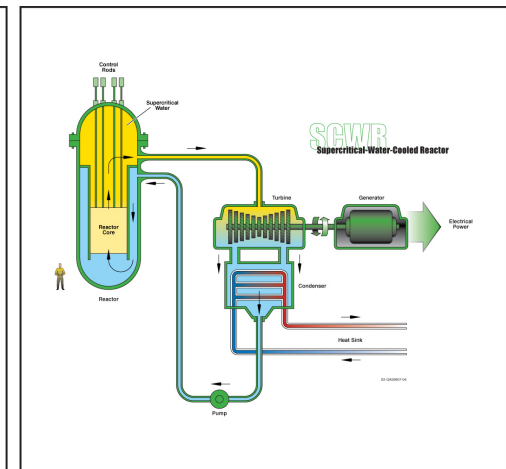 Control
Rods
Supercritical
Water
SCWR
Supercritical-Water-Cooled Reactor
Turbine
Generator
Electrical
Power
Reactor
Core
Condenser
Reactor
Heat Sink
Pump